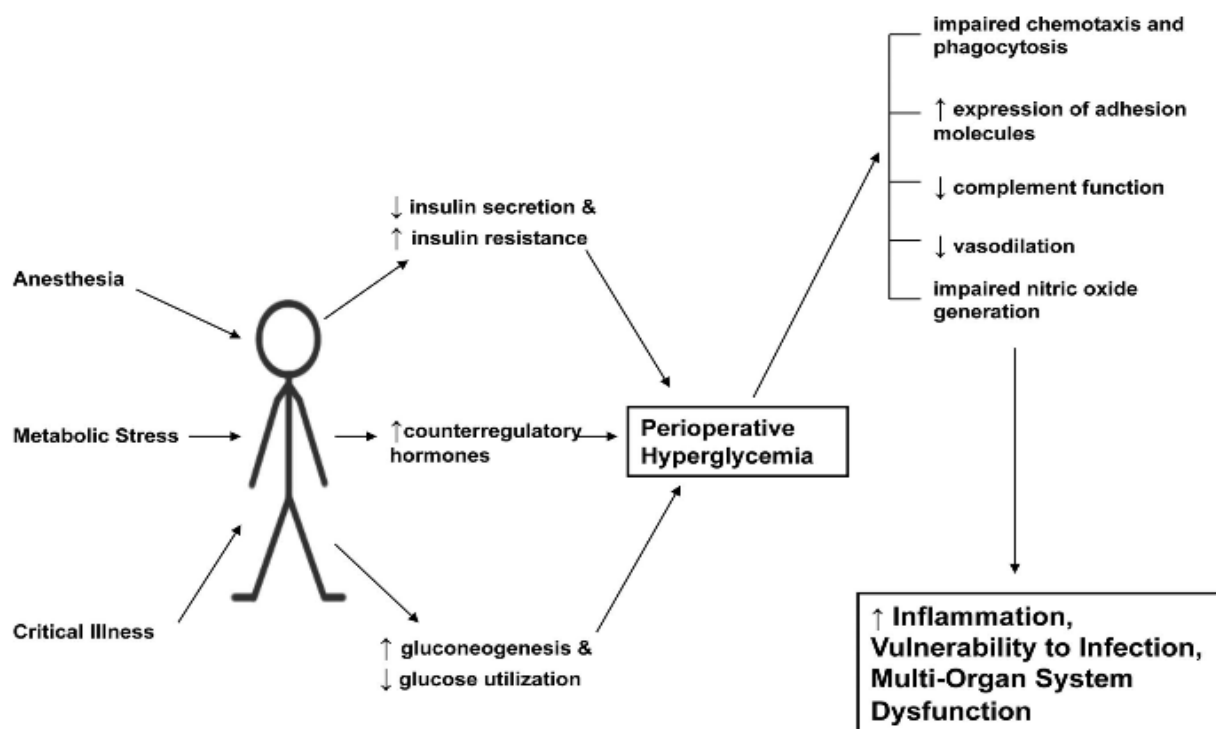 Anesthesia
Metabolic Stress
Critical Illness
↓ insulin secretion &
↑ insulin resistance
↑counterregulatory
hormones
↑ gluconeogenesis &
↓ glucose utilization
Perioperative
Hyperglycemia
impaired chemotaxis and
phagocytosis
↑ expression of adhesion
molecules
↓ complement function
↓ vasodilation
impaired nitric oxide
generation
↑ Inflammation,
Vulnerability to Infection,
Multi-Organ System
Dysfunction